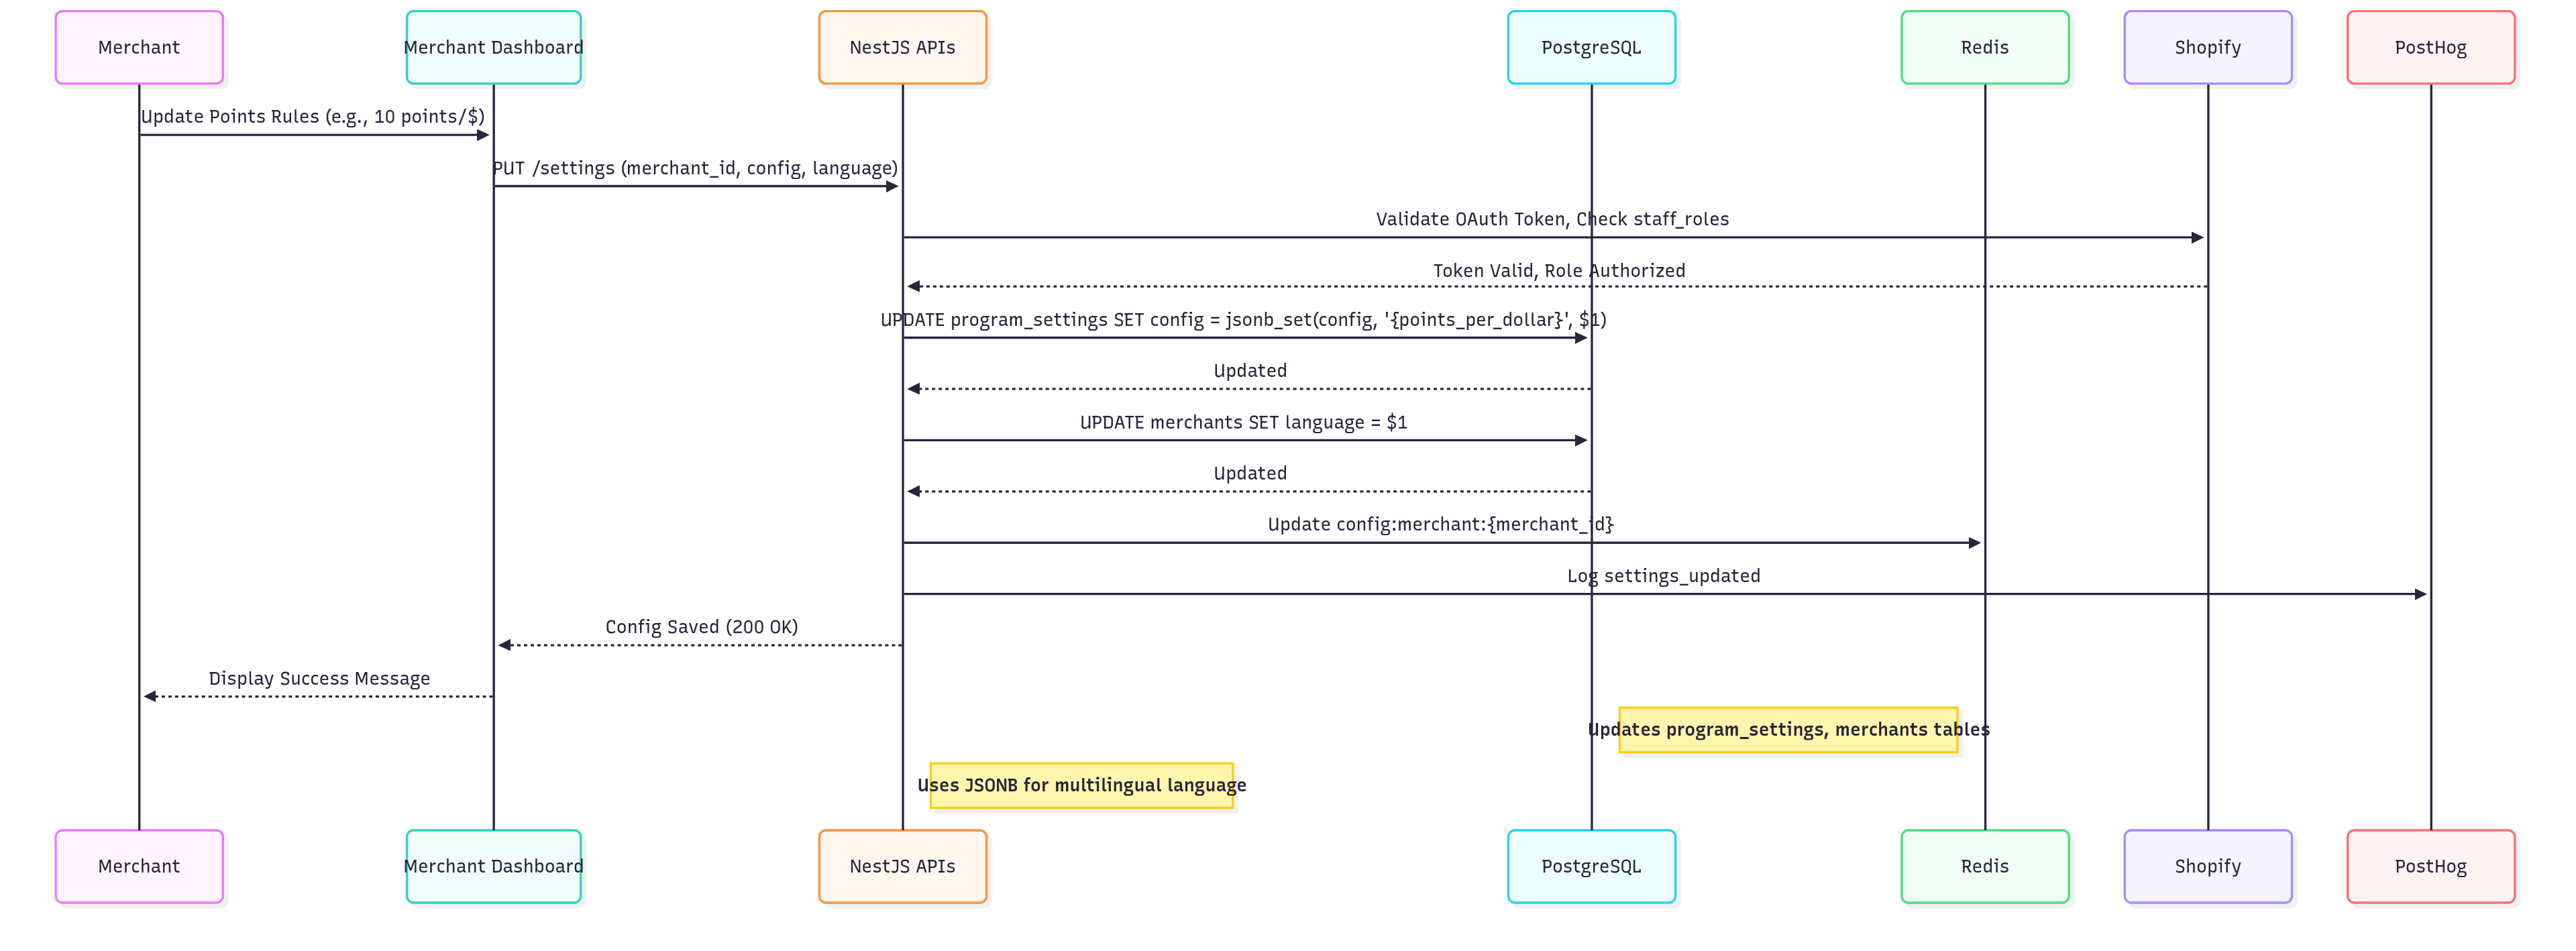 Merchant
Merchant Dashboard
NestJS APIs
PostgreSQL
Redis
Shopify
PostHog
Update Points Rules (e.g., 10 points/$)
PUT /settings (merchant_id, config, language)
Validate OAuth Token, Check staff_roles
Token Valid, Role Authorized
UPDATE program_settings SET config = jsonb_set(config, '{points_per_dollar}', $1)
Updated
UPDATE merchants SET language = $1
Updated
Update config:merchant:{merchant_id}
Log settings_updated
Config Saved (200 OK)
Display Success Message
Updates program_settings, merchants tables
Uses JSONB for multilingual language
Merchant
Merchant Dashboard
NestJS APIs
PostgreSQL
Redis
Shopify
PostHog